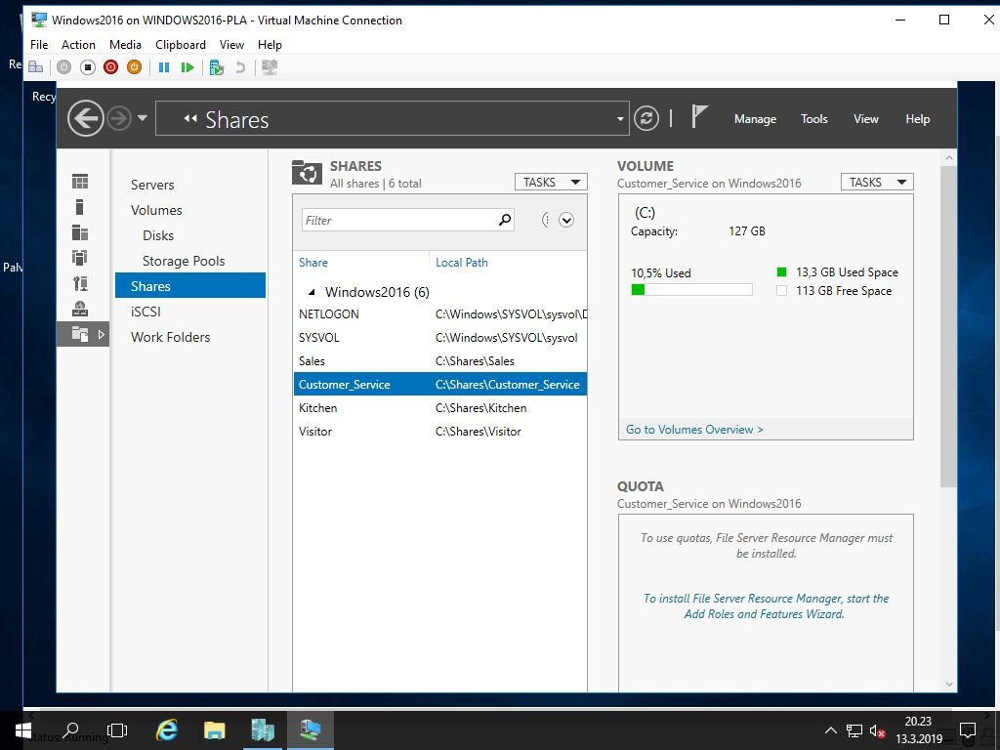 Windows2016 on WINDOWS2016-PLA - Virtual Machine Connection
File Action Media Clipboard View Help
Re
Recy
Palv
Shares
Manage Tools View Help
Servers
Volumes
Disks
Storage Pools
Shares
iSCSI
Work Folders
SHARES
All shares | 6 total
TASKS
Filter
Share Local Path
Windows2016 (6)
NETLOGON C:\Windows\SYSVOL\sysvol\D
SYSVOL C:\Windows\SYSVOL\sysvol
Sales C:\Shares\Sales
Customer_Service C:\Shares\Customer_Service
Kitchen C:\Shares\Kitchen
Visitor C:\Shares\Visitor
VOLUME
Customer_Service on Windows2016
TASKS
(C:)
Capacity: 127 GB
10,5% Used
13,3 GB Used Space
113 GB Free Space
Go to Volumes Overview >
QUOTA
Customer_Service on Windows2016
To use quotas, File Server Resource Manager must
be installed.
To install File Server Resource Manager, start the
Add Roles and Features Wizard.
Status: Running
20.23
13.3.2019